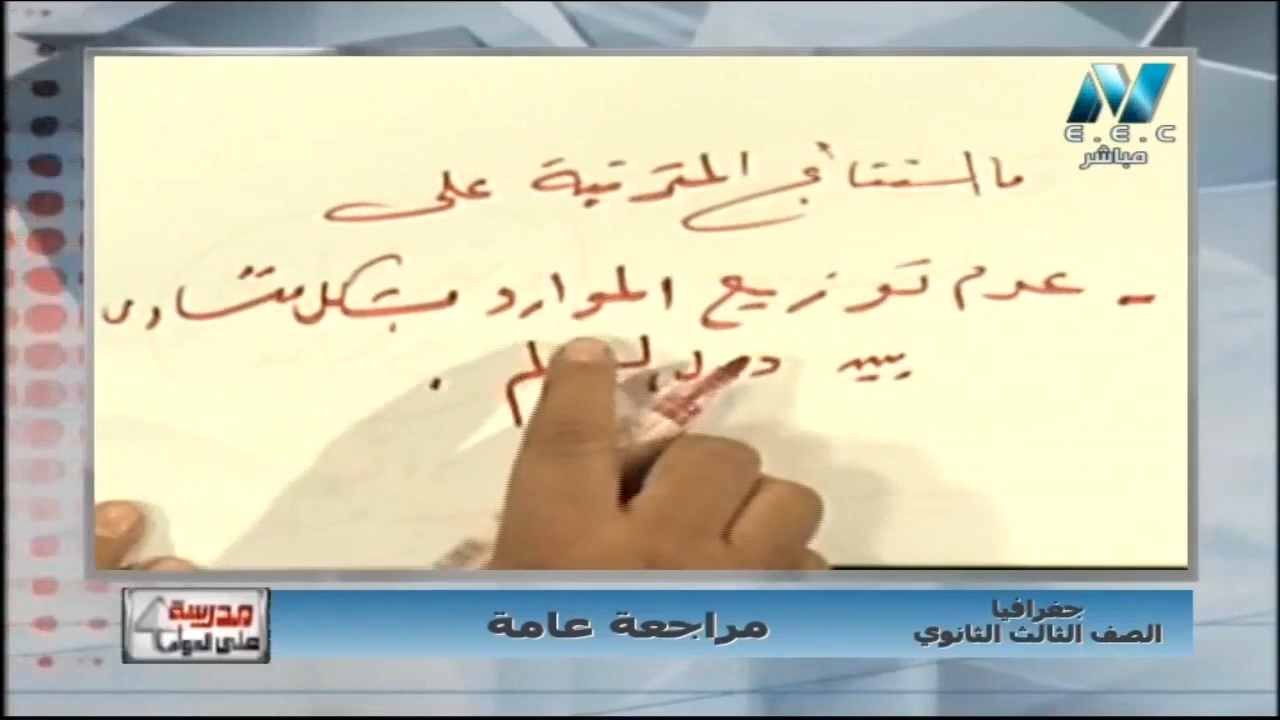 E.E.C
مباشر
ما النتائج المترتبة على
- عدم توزيع الموارد بشكل متساوى
بين دول العالم .
جغرافيا
الصف الثالث الثانوي
مراجعة عامة
مدرسة
على الهواء